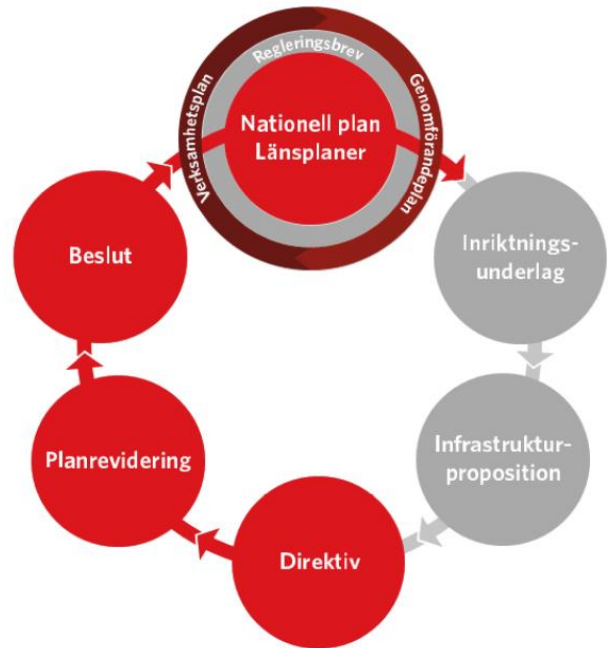 Regleringsbrev
Verksamhetsplan
Genomförandeplan
Nationell plan
Länsplaner
Inriktnings-
underlag
Infrastruktur-
proposition
Direktiv
Planrevidering
Beslut